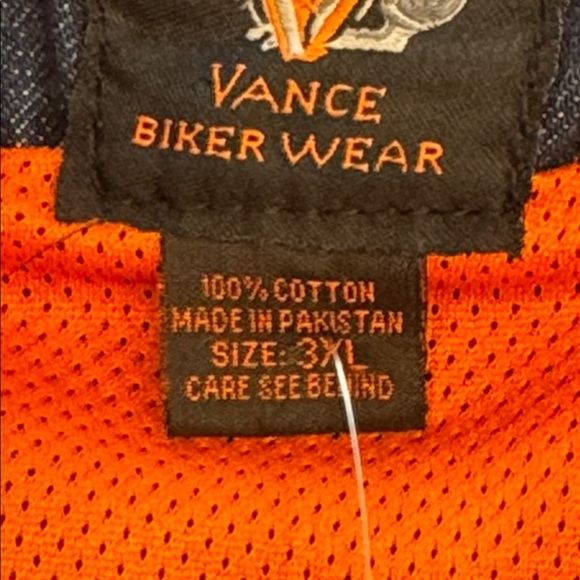 VANCE
BIKER WEAR
100% COTTON
MADE IN PAKISTAN
SIZE: 3XL
CARE SEE BEHIND